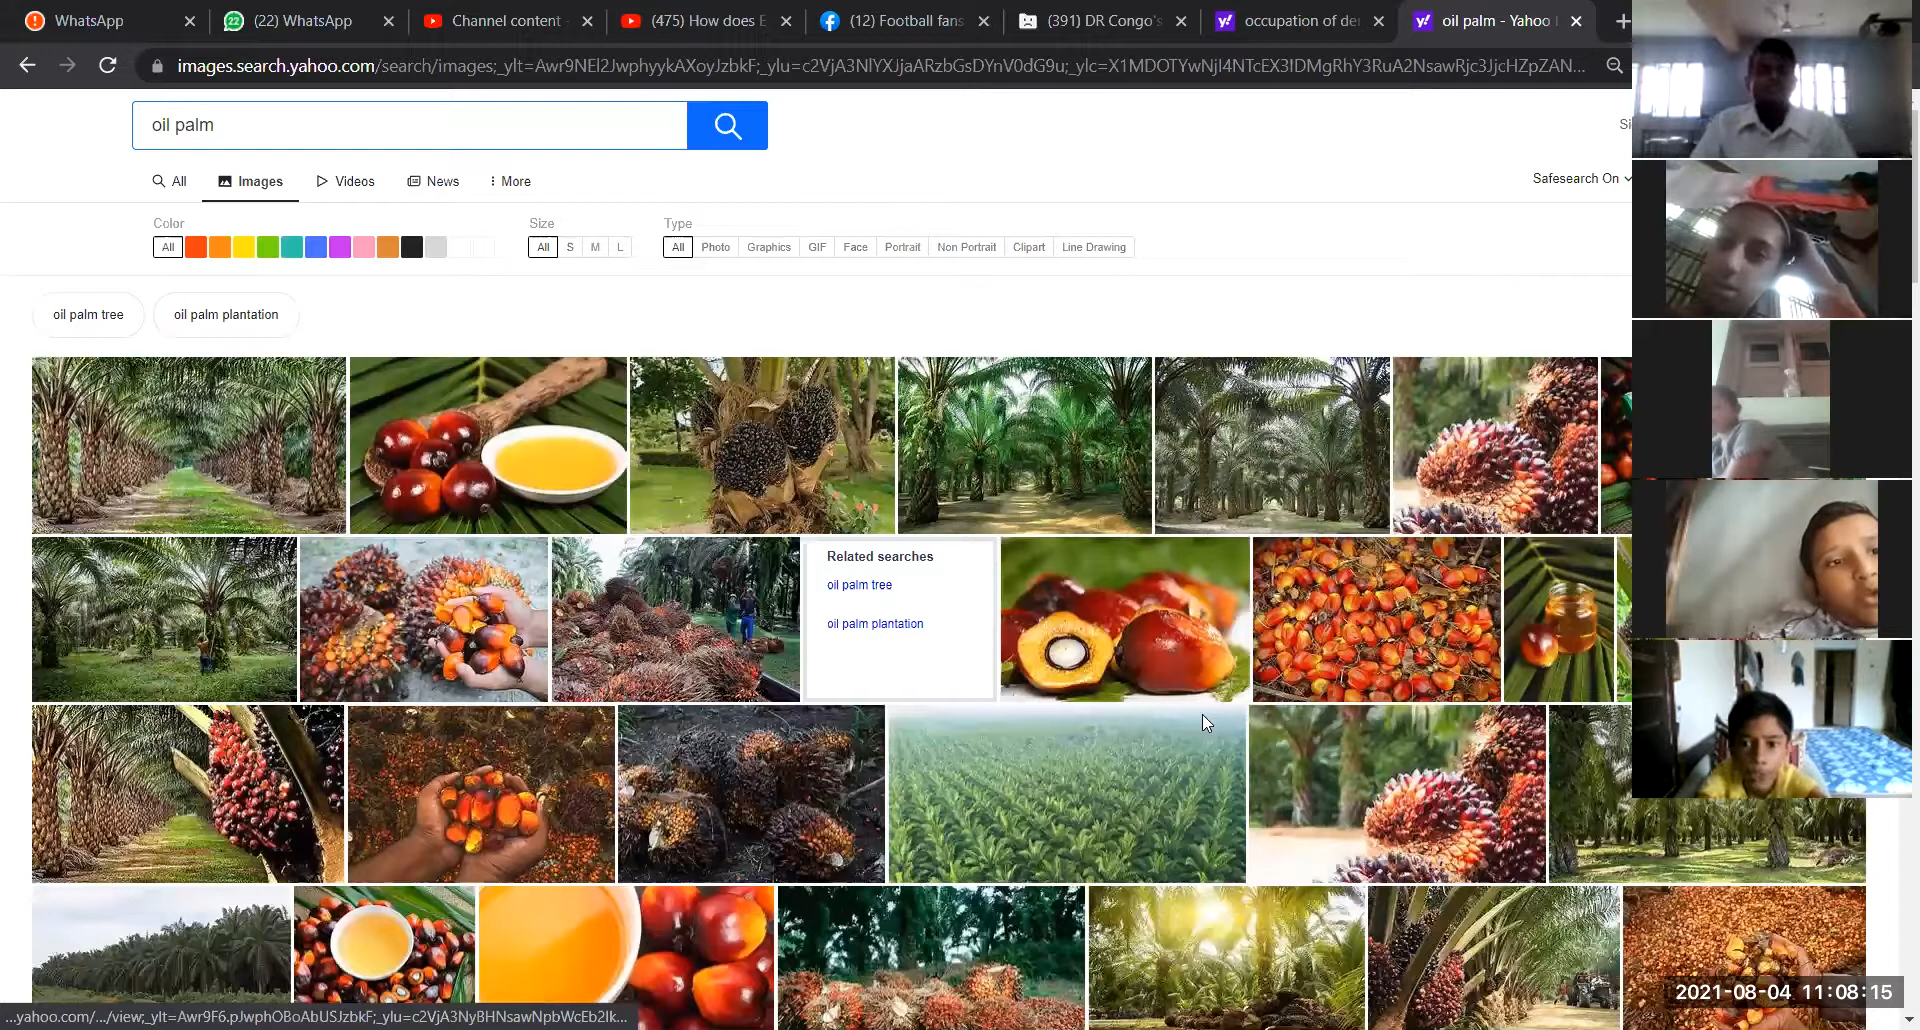 WhatsApp
(22) WhatsApp
Channel content
(475) How does E
(12) Football fans
(391) DR Congo's
occupation of der
oil palm - Yahoo
images.search.yahoo.com/search/images;_ylt=Awr9NEl2JwphyykAXoyJzbkF;_ylu=c2VjA3NlYXJjaARzbGsDYnV0dG9u;_ylc=X1MDOTYwNjI4NTcEX3IDMgRhY3RuA2NsawRjc3JjcHZpZAN...
oil palm
All
Images
Videos
News
More
Safesearch On
Color
Size
Type
All
All S M L
All Photo Graphics GIF Face Portrait Non Portrait Clipart Line Drawing
oil palm tree
oil palm plantation
Related searches
oil palm tree
oil palm plantation
2021-08-04 11:08:15
...yahoo.com/.../view;_ylt=Awr9F6.pJwphOBoAbUSJzbkF;_ylu=c2VjA3NyBHNsawNpbWcEb2lk...